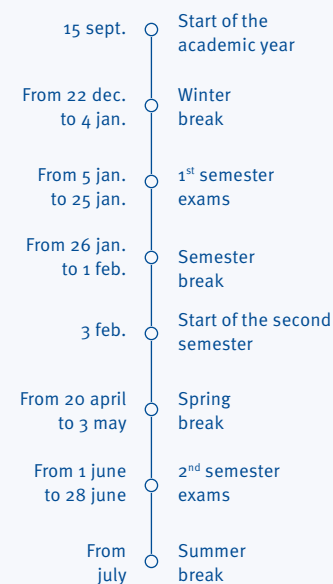 15 sept.
Start of the
academic year
From 22 dec.
to 4 jan.
Winter
break
From 5 jan.
to 25 jan.
1st semester
exams
From 26 jan.
to 1 feb.
Semester
break
3 feb.
Start of the second
semester
From 20 april
to 3 may
Spring
break
From 1 june
to 28 june
2nd semester
exams
From
july
Summer
break